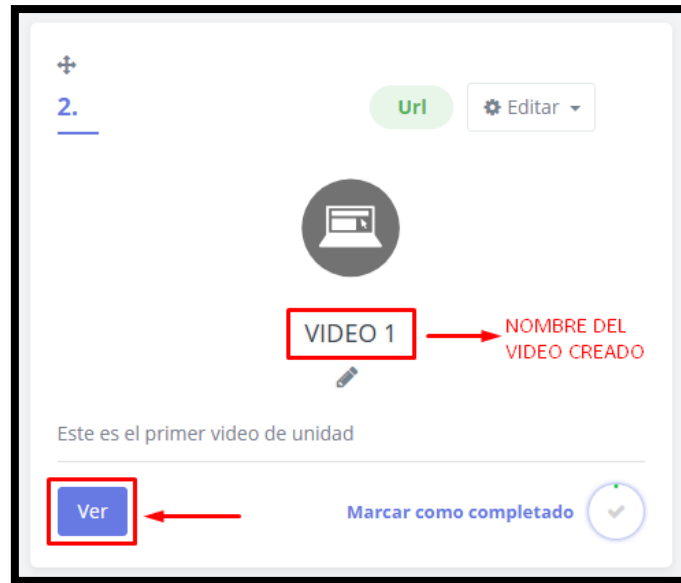 2.
Url
Editar
VIDEO 1
NOMBRE DEL
VIDEO CREADO
Este es el primer video de unidad
Ver
Marcar como completado